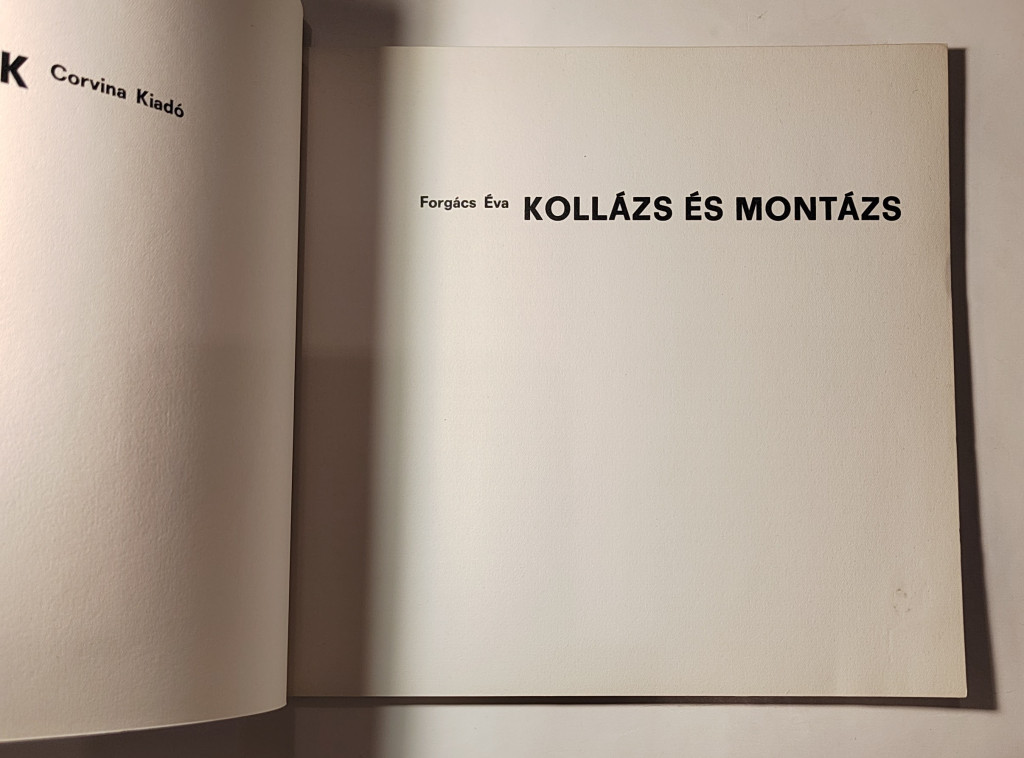 K Corvina Kiadó
Forgács Éva KOLLÁZS ÉS MONTÁZS